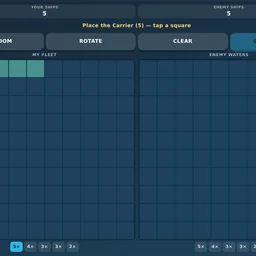 YOUR SHIPS
5
ENEMY SHIPS
5
Place the Carrier (5) — tap a square
OOM
ROTATE
CLEAR
MY FLEET
ENEMY WATERS
5× 4× 3× 3× 2×
5× 4× 3× 3×